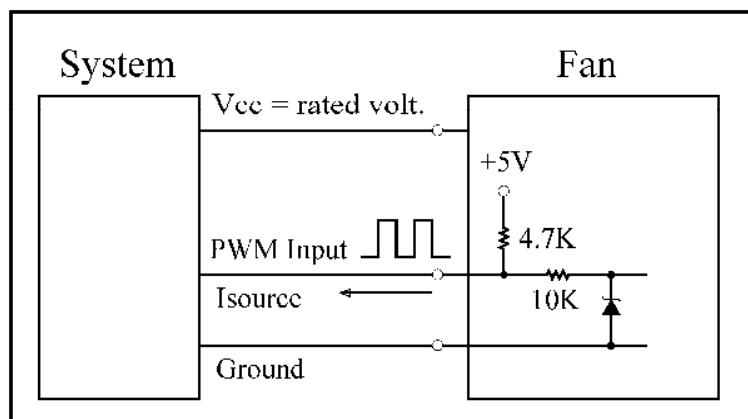 System
Fan
Vcc = rated volt.
+5V
4.7K
PWM Input
10K
Isource
Ground